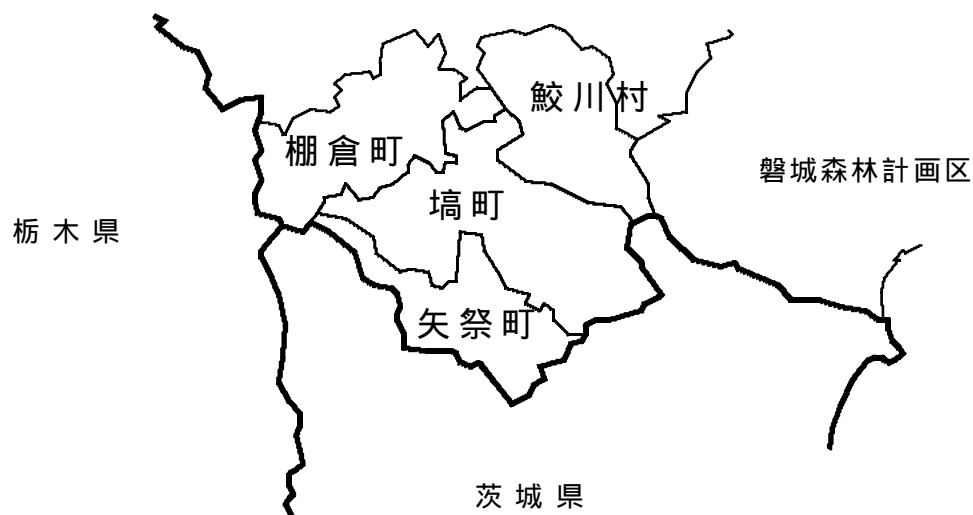 鮫川村
棚倉町
磐城森林計画区
塙町
栃木県
矢祭町
茨城県